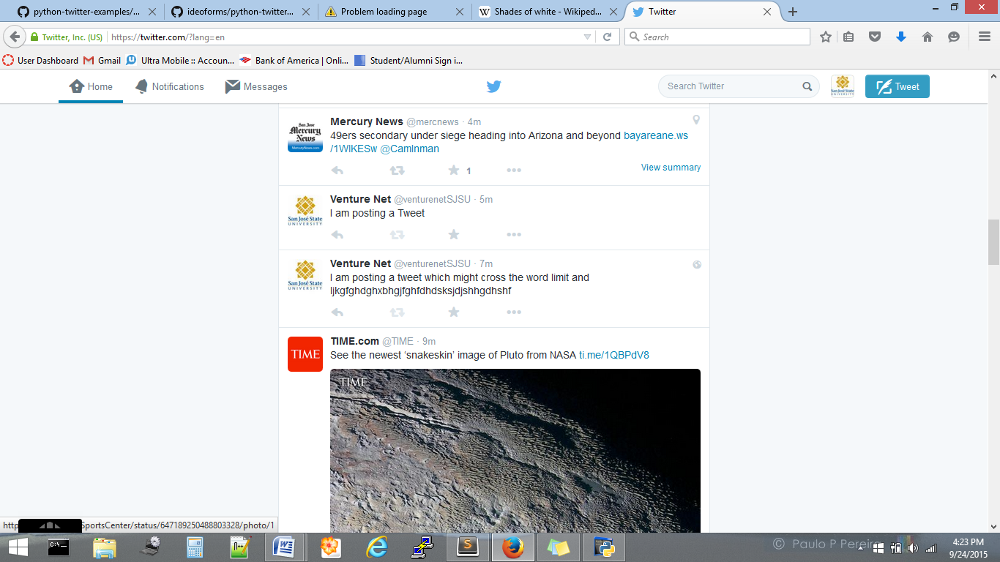 python-twitter-examples/...
ideoforms/python-twitter...
Problem loading page
Shades of white - Wikiped...
Twitter
Twitter, Inc. (US)
https://twitter.com/?lang=en
Search
User Dashboard
Gmail
Ultra Mobile :: Accoun...
Bank of America | Onli...
Student/Alumni Sign i...
Home
Notifications
Messages
Search Twitter
San José State
UNIVERSITY
Tweet
San Jose
Mercury
News
MercuryNews.com
Mercury News @mercnews · 4m
49ers secondary under siege heading into Arizona and beyond bayareane.ws
/1WlKESw @CamInman
1
View summary
San José State
UNIVERSITY
Venture Net @venturenetSJSU · 5m
I am posting a Tweet
San José State
UNIVERSITY
Venture Net @venturenetSJSU · 7m
I am posting a tweet which might cross the word limit and
ljkgfghdghxbhgjfghfdhdsksjdjshhgdhshf
TIME
TIME.com @TIME · 9m
See the newest ‘snakeskin’ image of Pluto from NASA ti.me/1QBPdV8
TIME
SportsCenter/status/647189250488803328/photo/1
© Paulo P Pereira
4:23 PM
9/24/2015